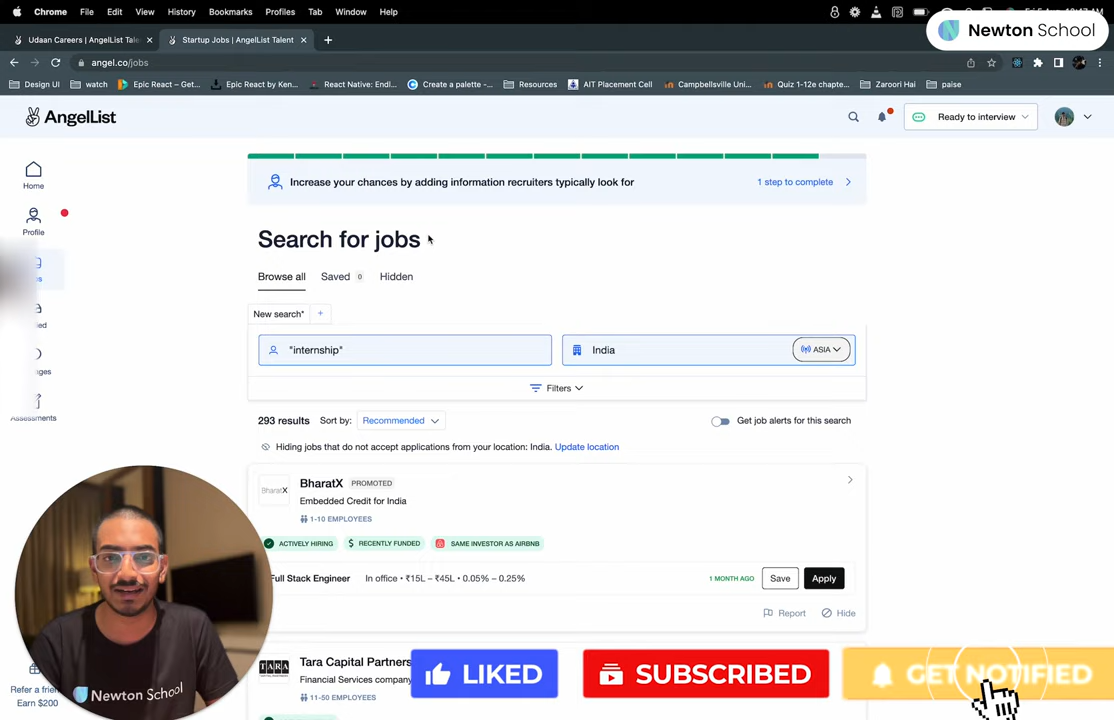 Chrome File Edit View History Bookmarks Profiles Tab Window Help
Newton School
Udaan Careers | AngelList Tale
Startup Jobs | AngelList Talent
angel.co/jobs
Design UI
watch
Epic React – Get...
Epic React by Ken...
React Native: Endl...
Create a palette -...
Resources
AIT Placement Cell
Campbellsville Uni...
Quiz 1-12e chapte...
Zaroori Hai
paise
AngelList
Ready to interview
Home
Profile
Increase your chances by adding information recruiters typically look for
1 step to complete
Search for jobs
Browse all
Saved 0
Hidden
New search* +
"internship"
India
ASIA
Filters
293 results
Sort by:
Recommended
Get job alerts for this search
Hiding jobs that do not accept applications from your location: India. Update location
BharatX
BharatX PROMOTED
Embedded Credit for India
1-10 EMPLOYEES
ACTIVELY HIRING
RECENTLY FUNDED
SAME INVESTOR AS AIRBNB
Full Stack Engineer
In office • ₹15L – ₹45L • 0.05% – 0.25%
1 MONTH AGO
Save
Apply
Report
Hide
Assessments
TARA
Tara Capital Partners
Financial Services
11-50 EMPLOYEES
LIKED
SUBSCRIBED
GET NOTIFIED
Refer a frien
Earn $200
Newton School